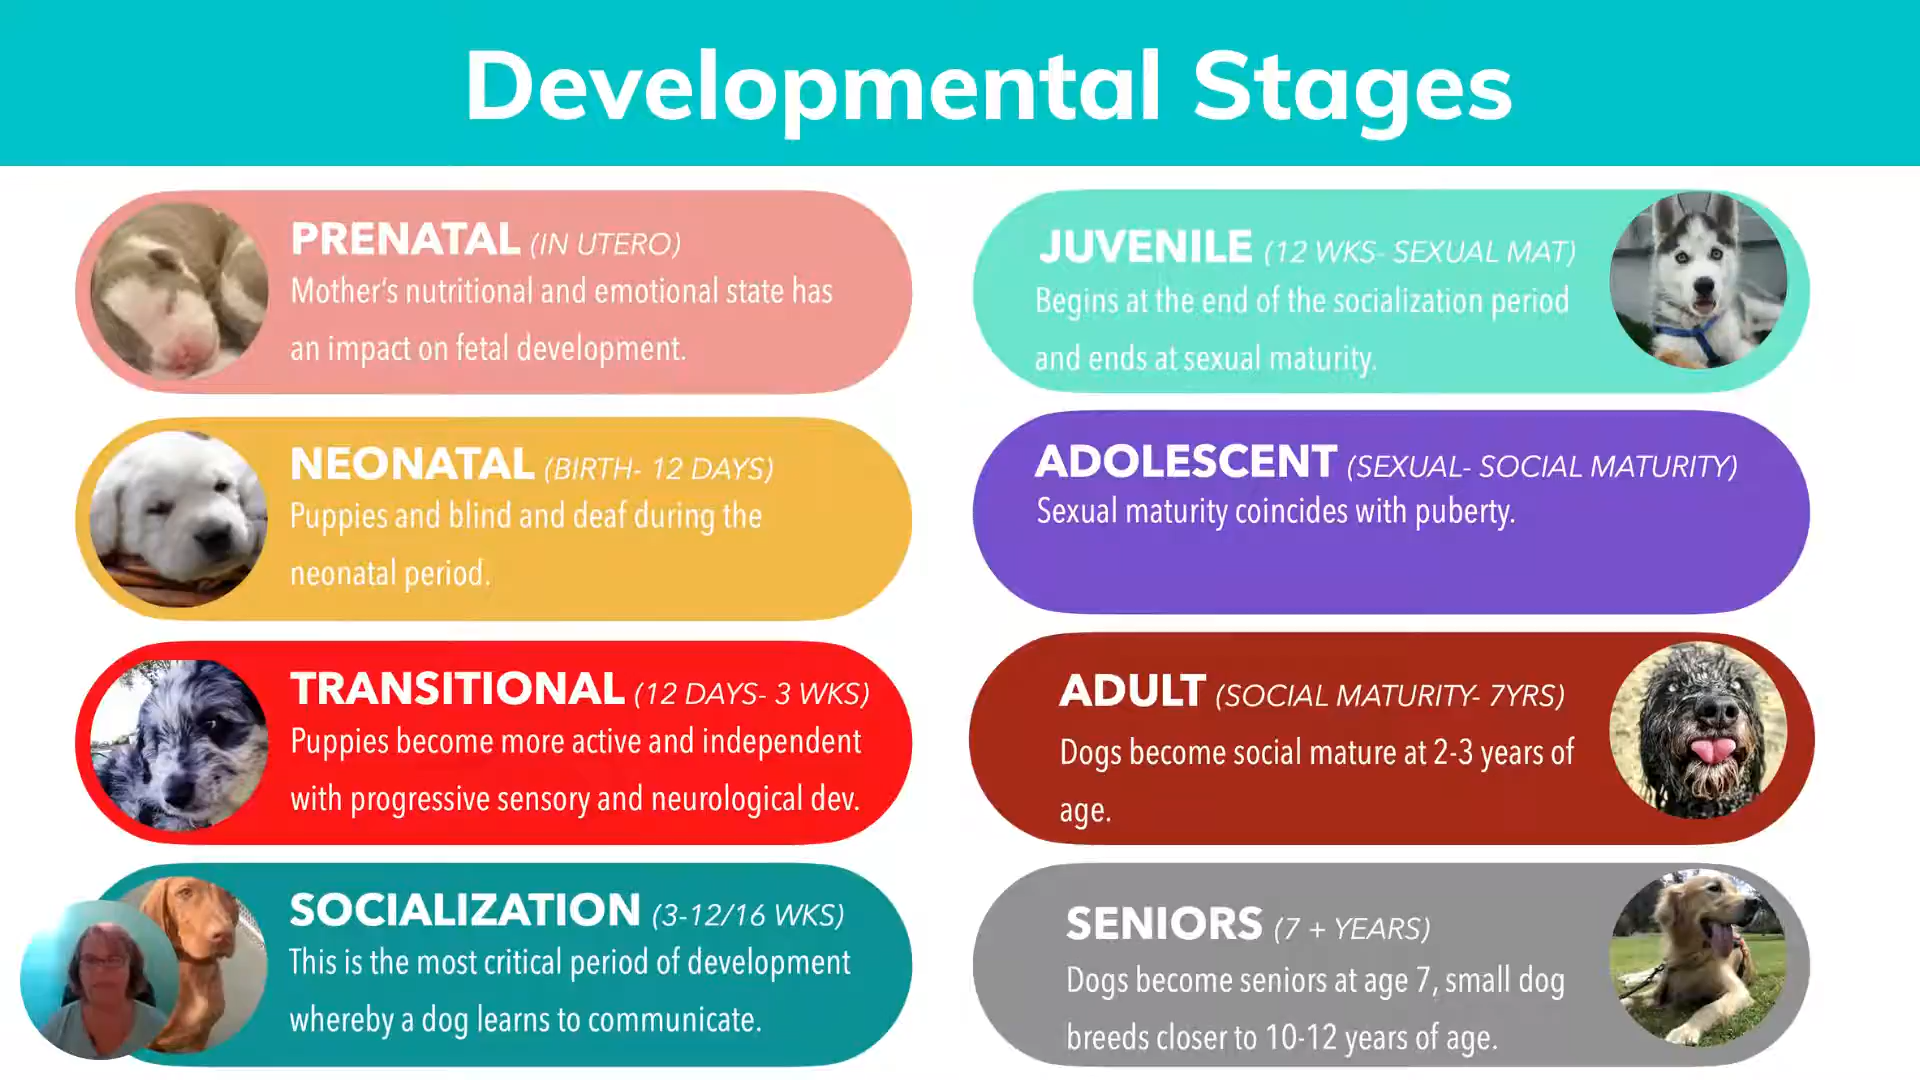 Developmental Stages
PRENATAL (IN UTERO)
Mother's nutritional and emotional state has
an impact on fetal development.
NEONATAL (BIRTH- 12 DAYS)
Puppies and blind and deaf during the
neonatal period.
TRANSITIONAL (12 DAYS- 3 WKS)
Puppies become more active and independent
with progressive sensory and neurological dev.
SOCIALIZATION (3-12/16 WKS)
This is the most critical period of development
whereby a dog learns to communicate.
JUVENILE (12 WKS- SEXUAL MAT)
Begins at the end of the socialization period
and ends at sexual maturity.
ADOLESCENT (SEXUAL- SOCIAL MATURITY)
Sexual maturity coincides with puberty.
ADULT (SOCIAL MATURITY- 7YRS)
Dogs become social mature at 2-3 years of
age.
SENIORS (7 + YEARS)
Dogs become seniors at age 7, small dog
breeds closer to 10-12 years of age.